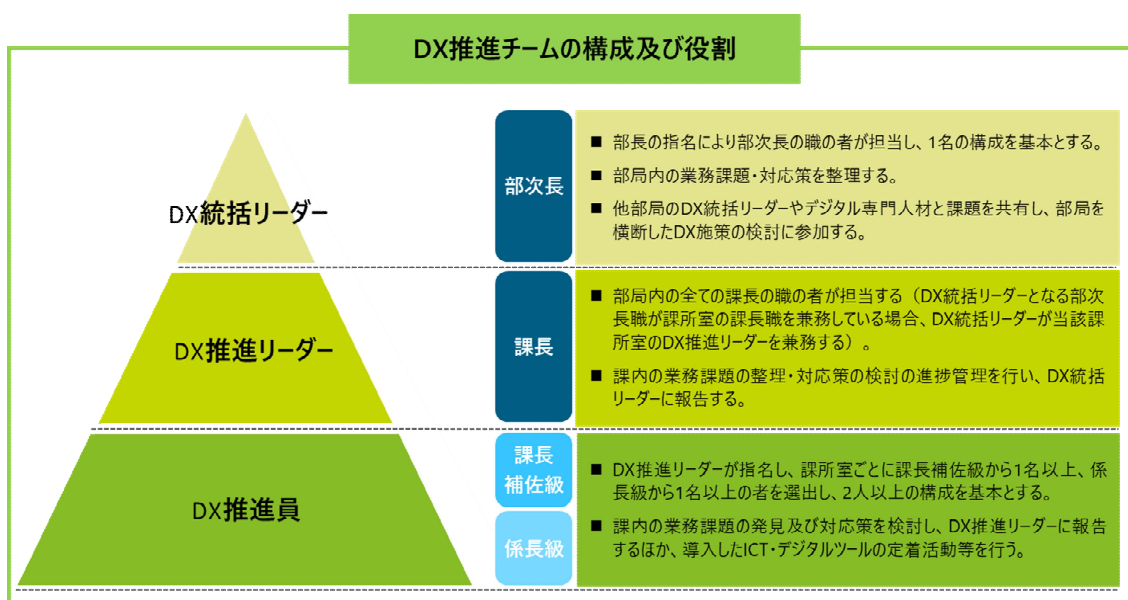 DX推進チームの構成及び役割
DX統括リーダー
部次長
■ 部長の指名により部次長の職の者が担当し、1名の構成を基本とする。
■ 部局内の業務課題・対応策を整理する。
■ 他部局のDX統括リーダーやデジタル専門人材と課題を共有し、部局を
横断したDX施策の検討に参加する。
DX推進リーダー
課長
■ 部局内の全ての課長の職の者が担当する（DX統括リーダーとなる部次
長職が課所室の課長職を兼務している場合、DX統括リーダーが当該課
所室のDX推進リーダーを兼務する）。
■ 課内の業務課題の整理・対応策の検討の進捗管理を行い、DX統括
リーダーに報告する。
DX推進員
課長
補佐級
係長級
■ DX推進リーダーが指名し、課所室ごとに課長補佐級から1名以上、係
長級から1名以上の者を選出し、2人以上の構成を基本とする。
■ 課内の業務課題の発見及び対応策を検討し、DX推進リーダーに報告
するほか、導入したICT・デジタルツールの定着活動等を行う。